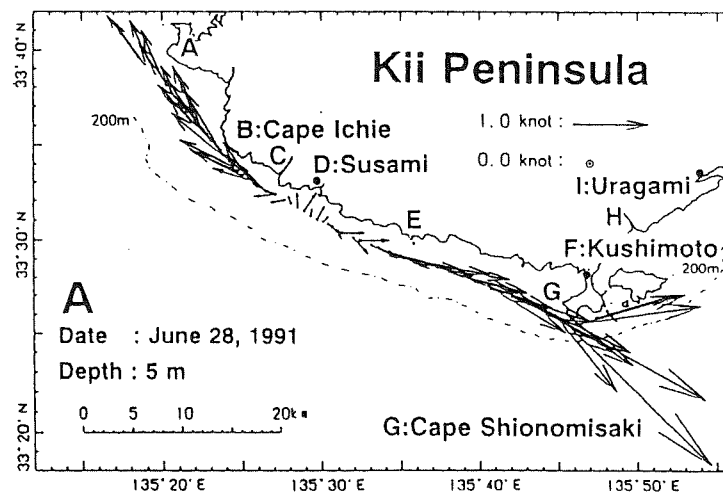 33° 40' N
A
Kii Peninsula
200m
1.0 knot :
B:Cape Ichie
0.0 knot :
C
D:Susami
I:Uragami
E
H
33° 30' N
F:Kushimoto
200m
G
A
Date : June 28, 1991
Depth : 5 m
0 5 10 20km
G:Cape Shionomisaki
33° 20' N
135° 20' E 135° 30' E 135° 40' E 135° 50' E